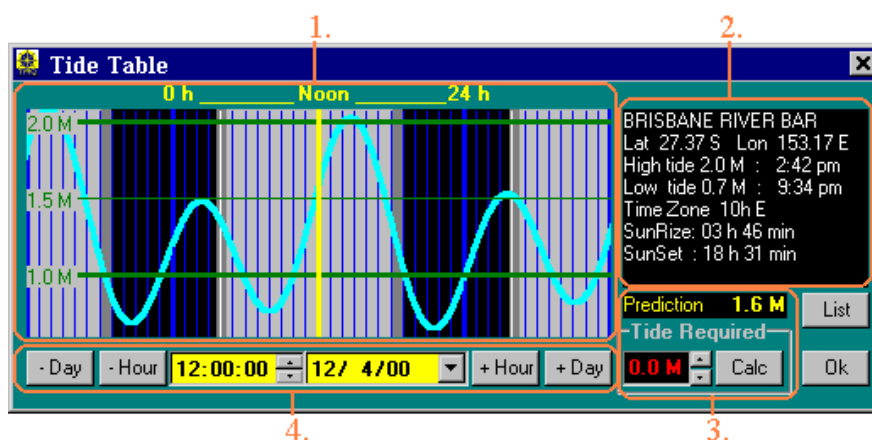 1.
2.
Tide Table
0 h ______ Noon ______ 24 h
2.0 M
1.5 M
1.0 M
BRISBANE RIVER BAR
Lat 27.37 S Lon 153.17 E
High tide 2.0 M : 2:42 pm
Low tide 0.7 M : 9:34 pm
Time Zone 10h E
SunRize: 03 h 46 min
SunSet : 18 h 31 min
Prediction 1.6 M
List
Tide Required
- Day - Hour 12:00:00 12/ 4/00 + Hour + Day
0.0 M Calc Ok
4.
3.